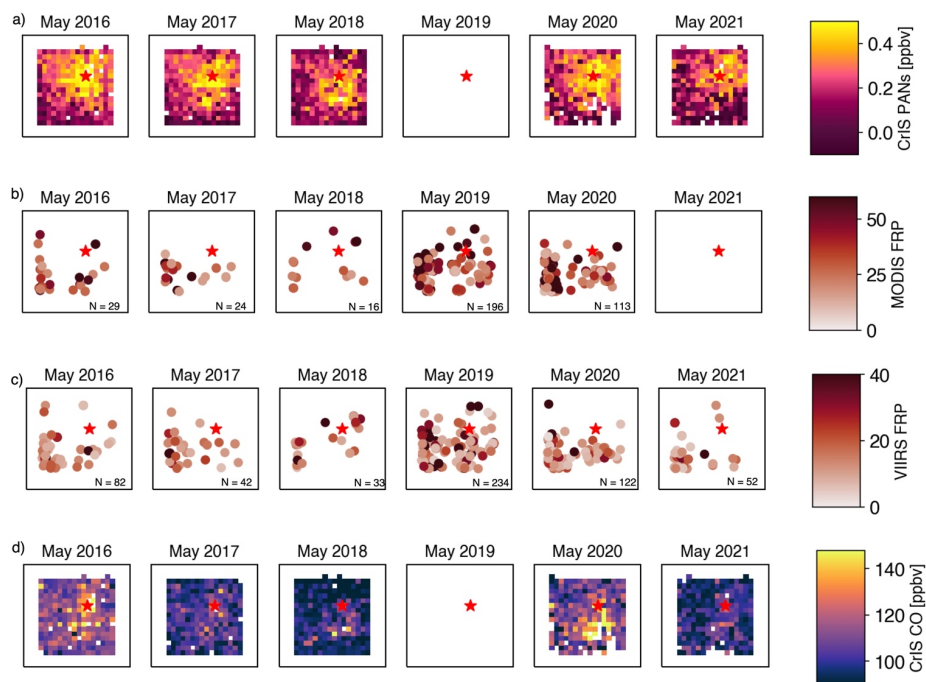 a)
May 2016 May 2017 May 2018 May 2019 May 2020 May 2021
0.4
0.2
0.0
CrIS PANs [ppbv]
b)
May 2016 May 2017 May 2018 May 2019 May 2020 May 2021
N = 29 N = 24 N = 16 N = 196 N = 113
50
25
0
MODIS FRP
c)
May 2016 May 2017 May 2018 May 2019 May 2020 May 2021
N = 82 N = 42 N = 33 N = 234 N = 122 N = 52
40
20
0
VIIRS FRP
d)
May 2016 May 2017 May 2018 May 2019 May 2020 May 2021
140
120
100
CrIS CO [ppbv]